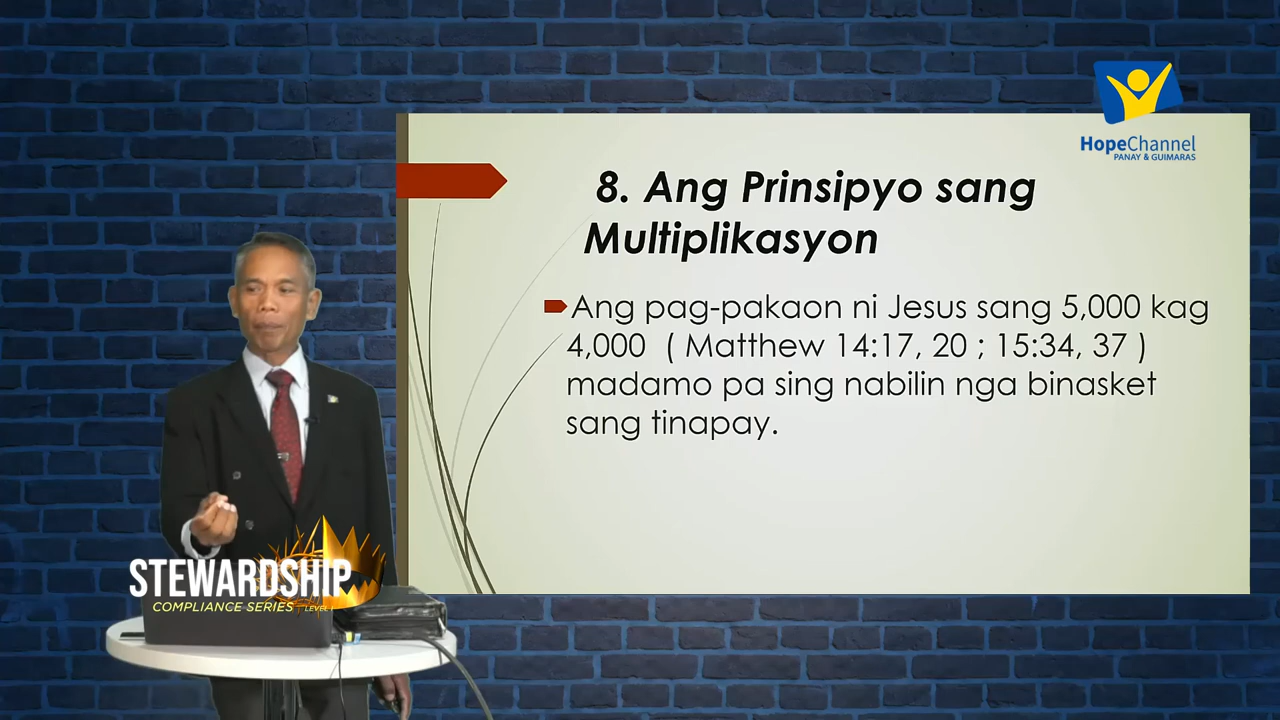 HopeChannel
PANAY & GUIMARAS
8. Ang Prinsipyo sang
Multiplikasyon
Ang pag-pakaon ni Jesus sang 5,000 kag
4,000 ( Matthew 14:17, 20 ; 15:34, 37 )
madamo pa sing nabilin nga binasket
sang tinapay.
STEWARDSHIP
COMPLIANCE SERIES LEVEL I